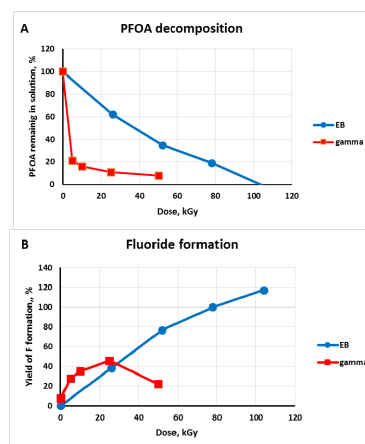 A
PFOA decomposition
PFOA remainig in solution, %
120
100
80
60
40
20
0
0 20 40 60 80 100 120
Dose, kGy
EB
gamma
B
Fluoride formation
Yield of F formation,, %
140
120
100
80
60
40
20
0
0 20 40 60 80 100 120
Dose, kGy
EB
gamma